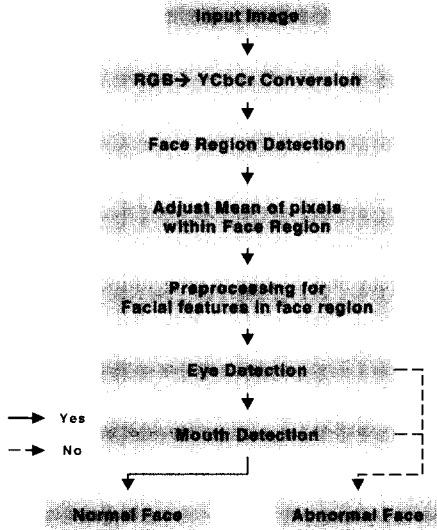 Input Image
RGB→ YCbCr Conversion
Face Region Detection
Adjust Mean of pixels
within Face Region
Preprocessing for
Facial features in face region
Eye Detection
Yes
Mouth Detection
No
Normal Face
Abnormal Face